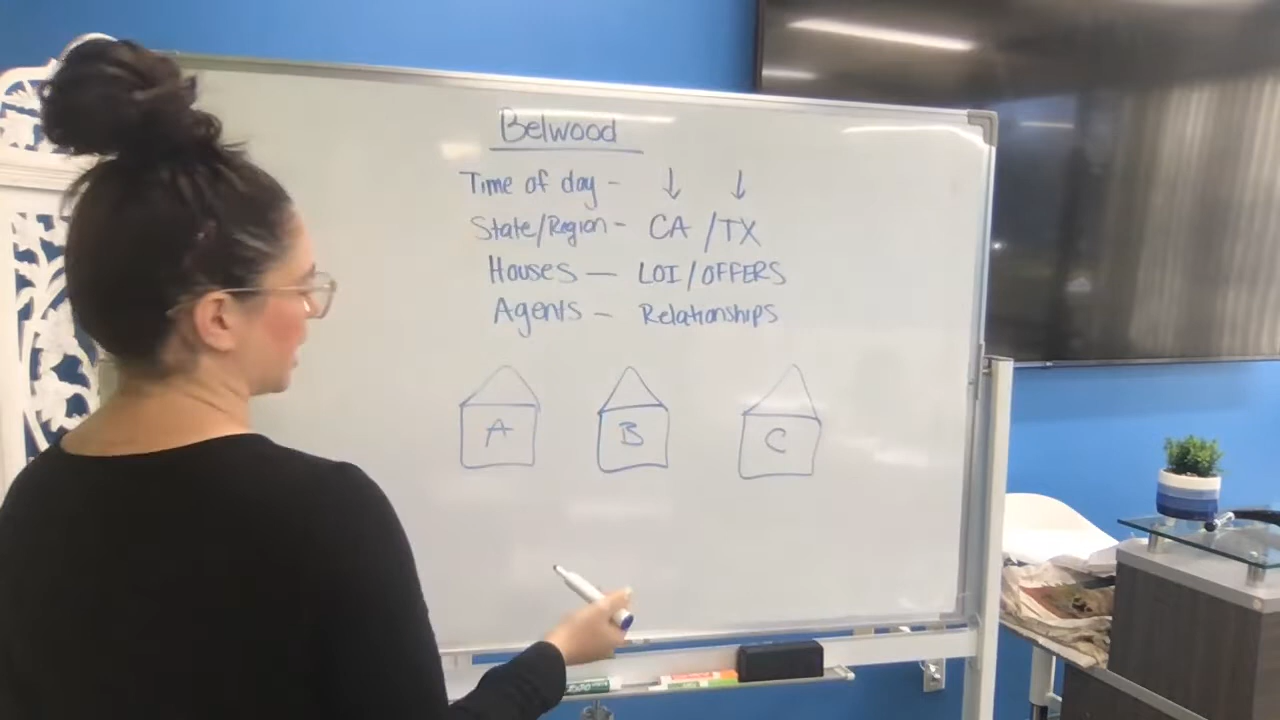 Belwood
Time of day - ↓ ↓
State/Region - CA /TX
Houses — LOI/OFFERS
Agents - Relationships
A B C